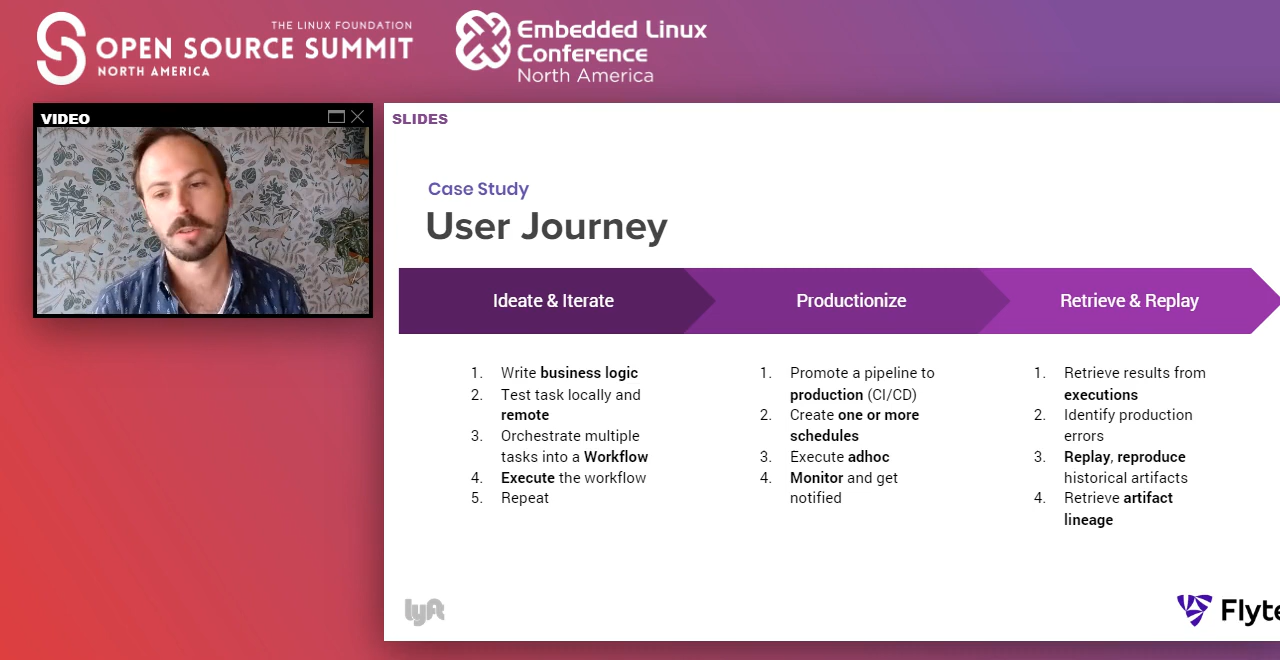 THE LINUX FOUNDATION
OPEN SOURCE SUMMIT
NORTH AMERICA
Embedded Linux
Conference
North America
VIDEO
SLIDES
Case Study
User Journey
Ideate & Iterate
Productionize
Retrieve & Replay
1. Write business logic
2. Test task locally and
remote
3. Orchestrate multiple
tasks into a Workflow
4. Execute the workflow
5. Repeat
1. Promote a pipeline to
production (CI/CD)
2. Create one or more
schedules
3. Execute adhoc
4. Monitor and get
notified
1. Retrieve results from
executions
2. Identify production
errors
3. Replay, reproduce
historical artifacts
4. Retrieve artifact
lineage
lyft
Flyte